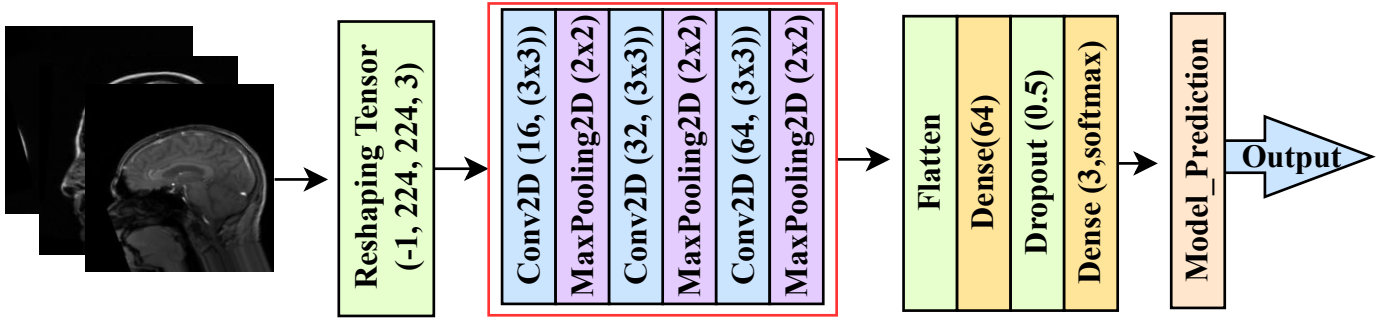 Reshaping Tensor
(-1, 224, 224, 3)
Conv2D (16, (3x3))
MaxPooling2D (2x2)
Conv2D (32, (3x3))
MaxPooling2D (2x2)
Conv2D (64, (3x3))
MaxPooling2D (2x2)
Flatten
Dense(64)
Dropout (0.5)
Dense (3,softmax)
Model_Prediction
Output